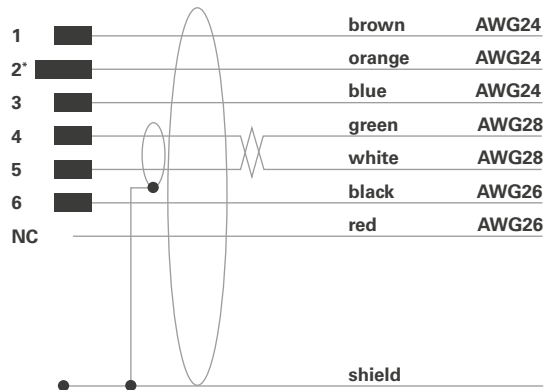 1 brown AWG24
2* orange AWG24
3 blue AWG24
4 green AWG28
5 white AWG28
6 black AWG26
NC red AWG26
shield